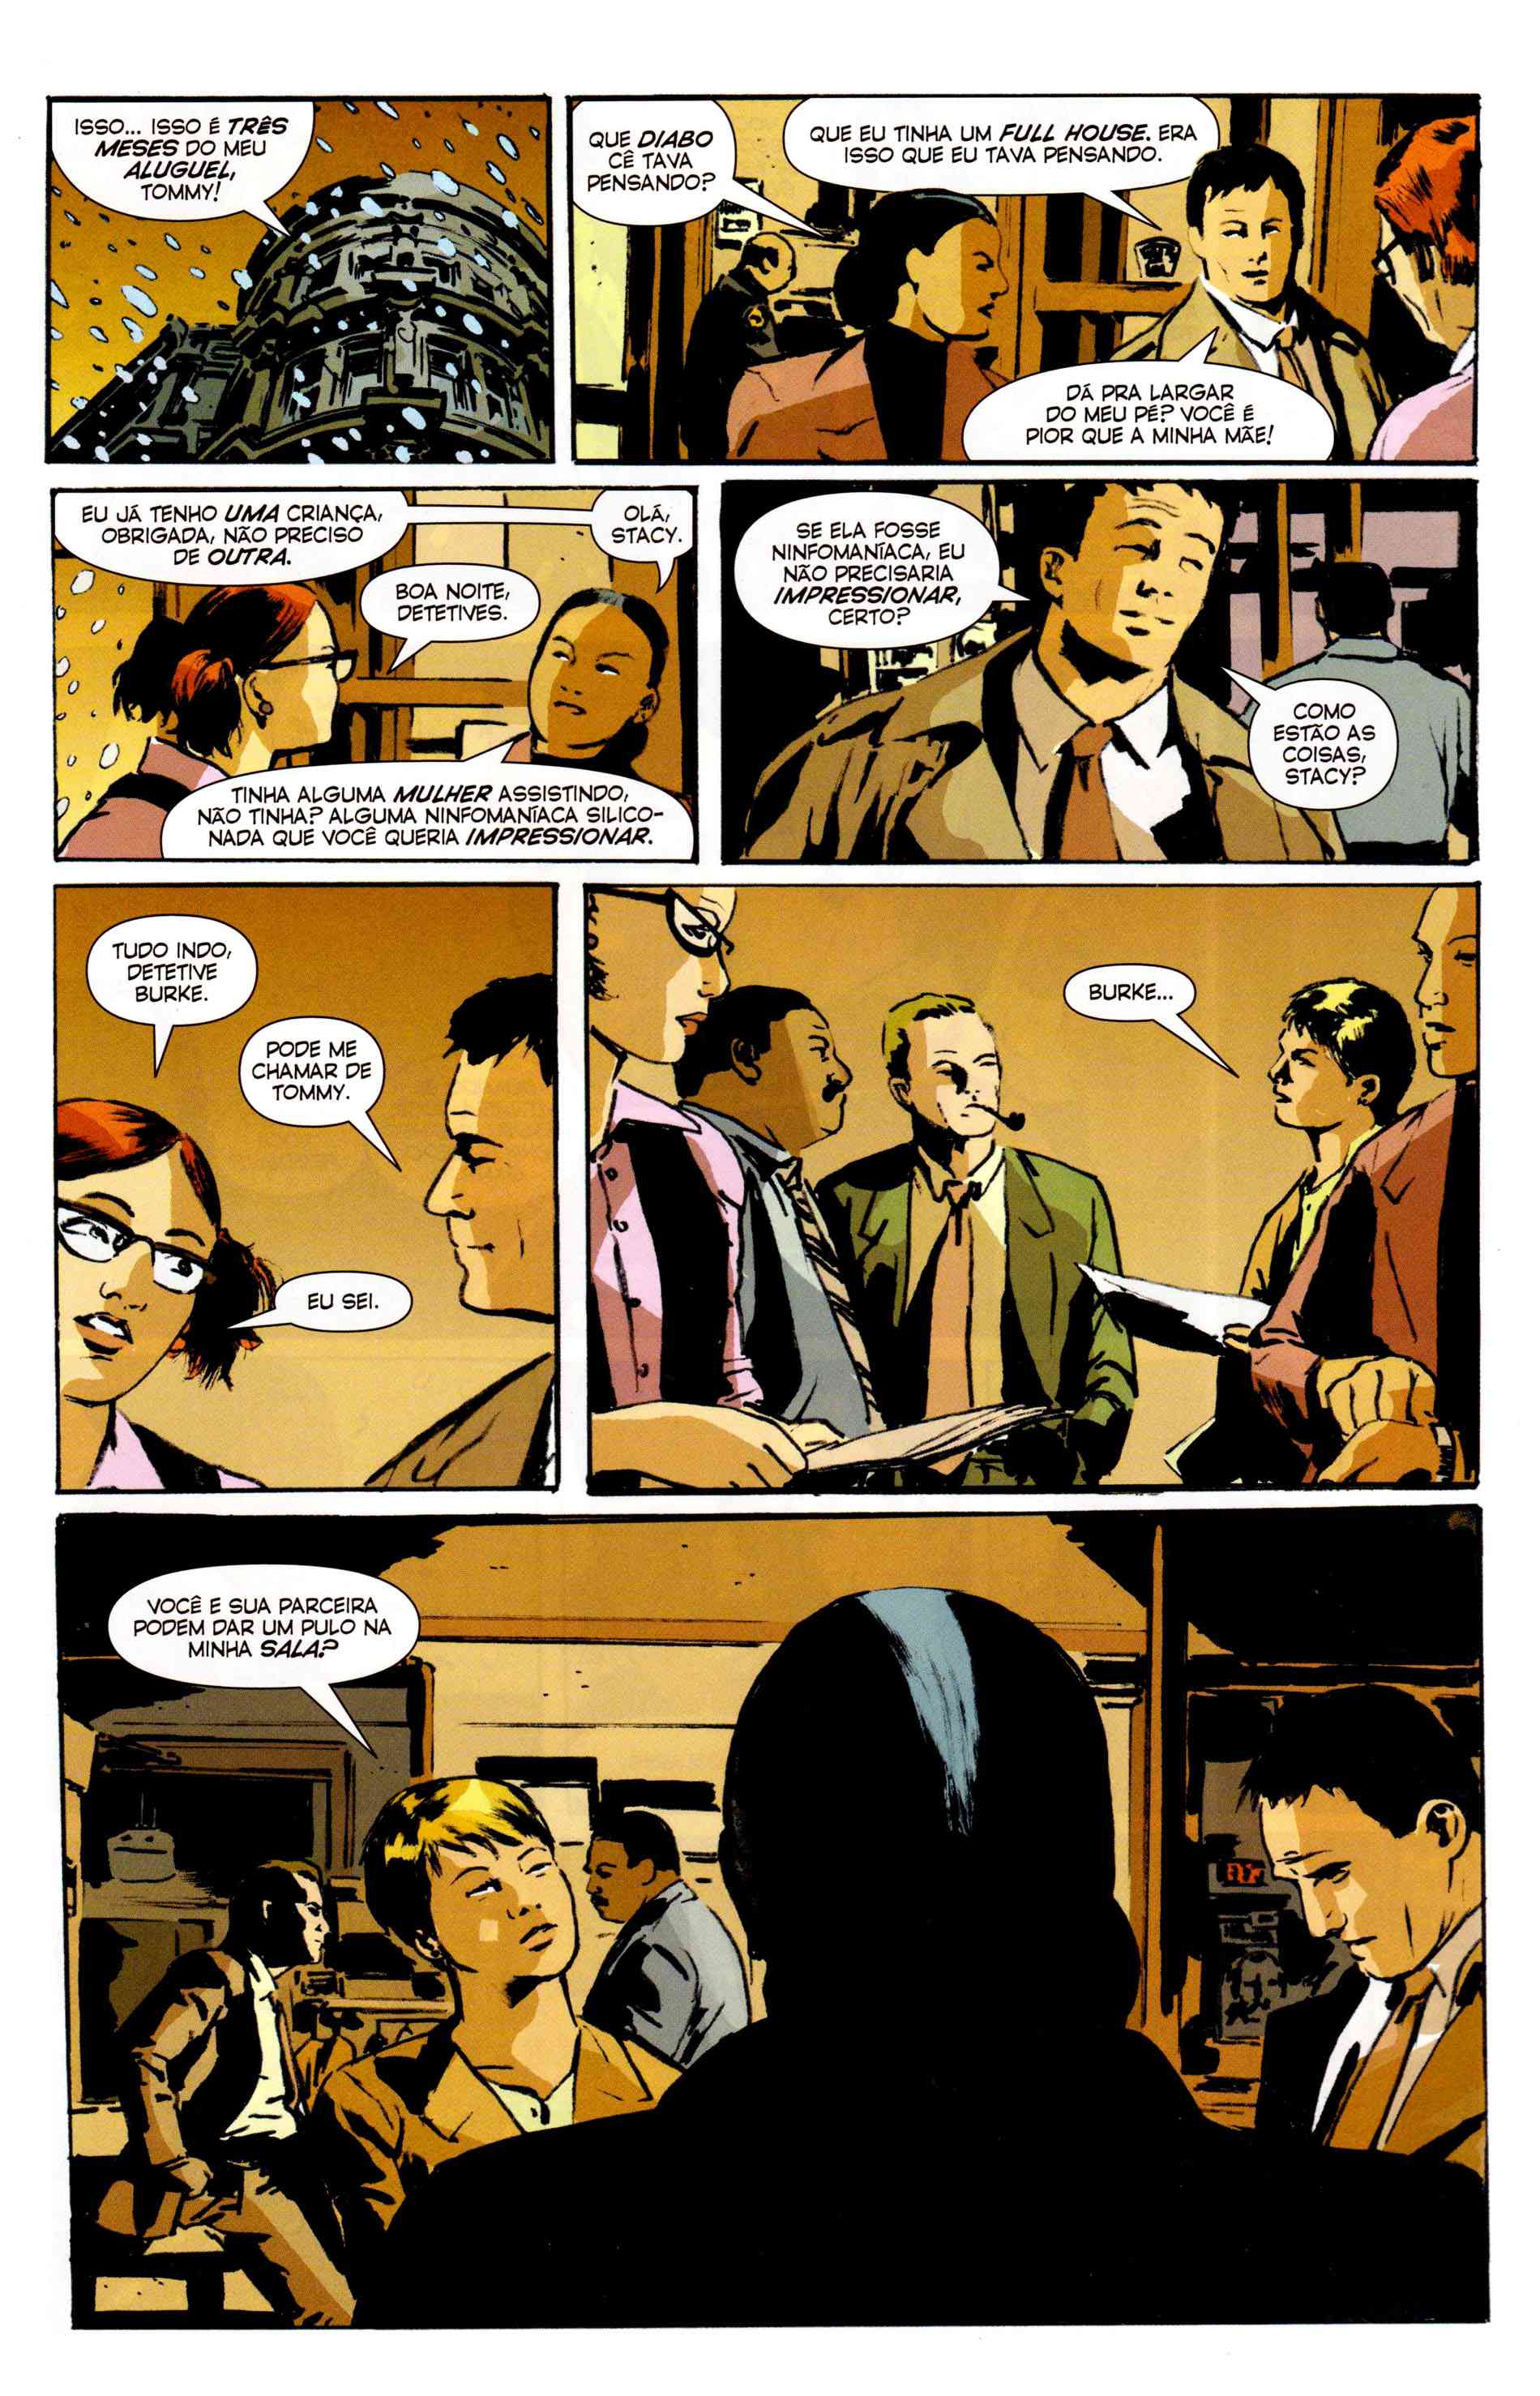 ISSO... ISSO É TRÊS
MESES DO MEU
ALUGUEL,
TOMMY!
QUE DIABO
CÊ TAVA
PENSANDO?
QUE EU TINHA UM FULL HOUSE. ERA
ISSO QUE EU TAVA PENSANDO.
DÁ PRA LARGAR
DO MEU PÉ? VOCÊ É
PIOR QUE A MINHA MÃE!
EU JÁ TENHO UMA CRIANÇA,
OBRIGADA, NÃO PRECISO
DE OUTRA.
OLÁ,
STACY.
BOA NOITE,
DETETIVES.
TINHA ALGUMA MULHER ASSISTINDO,
NÃO TINHA? ALGUMA NINFOMANÍACA SILICO-
NADA QUE VOCÊ QUERIA IMPRESSIONAR.
SE ELA FOSSE
NINFOMANÍACA, EU
NÃO PRECISARIA
IMPRESSIONAR,
CERTO?
COMO
ESTÃO AS
COISAS,
STACY?
TUDO INDO,
DETETIVE
BURKE.
PODE ME
CHAMAR DE
TOMMY.
EU SEI.
BURKE...
VOCÊ E SUA PARCEIRA
PODEM DAR UM PULO NA
MINHA SALA?